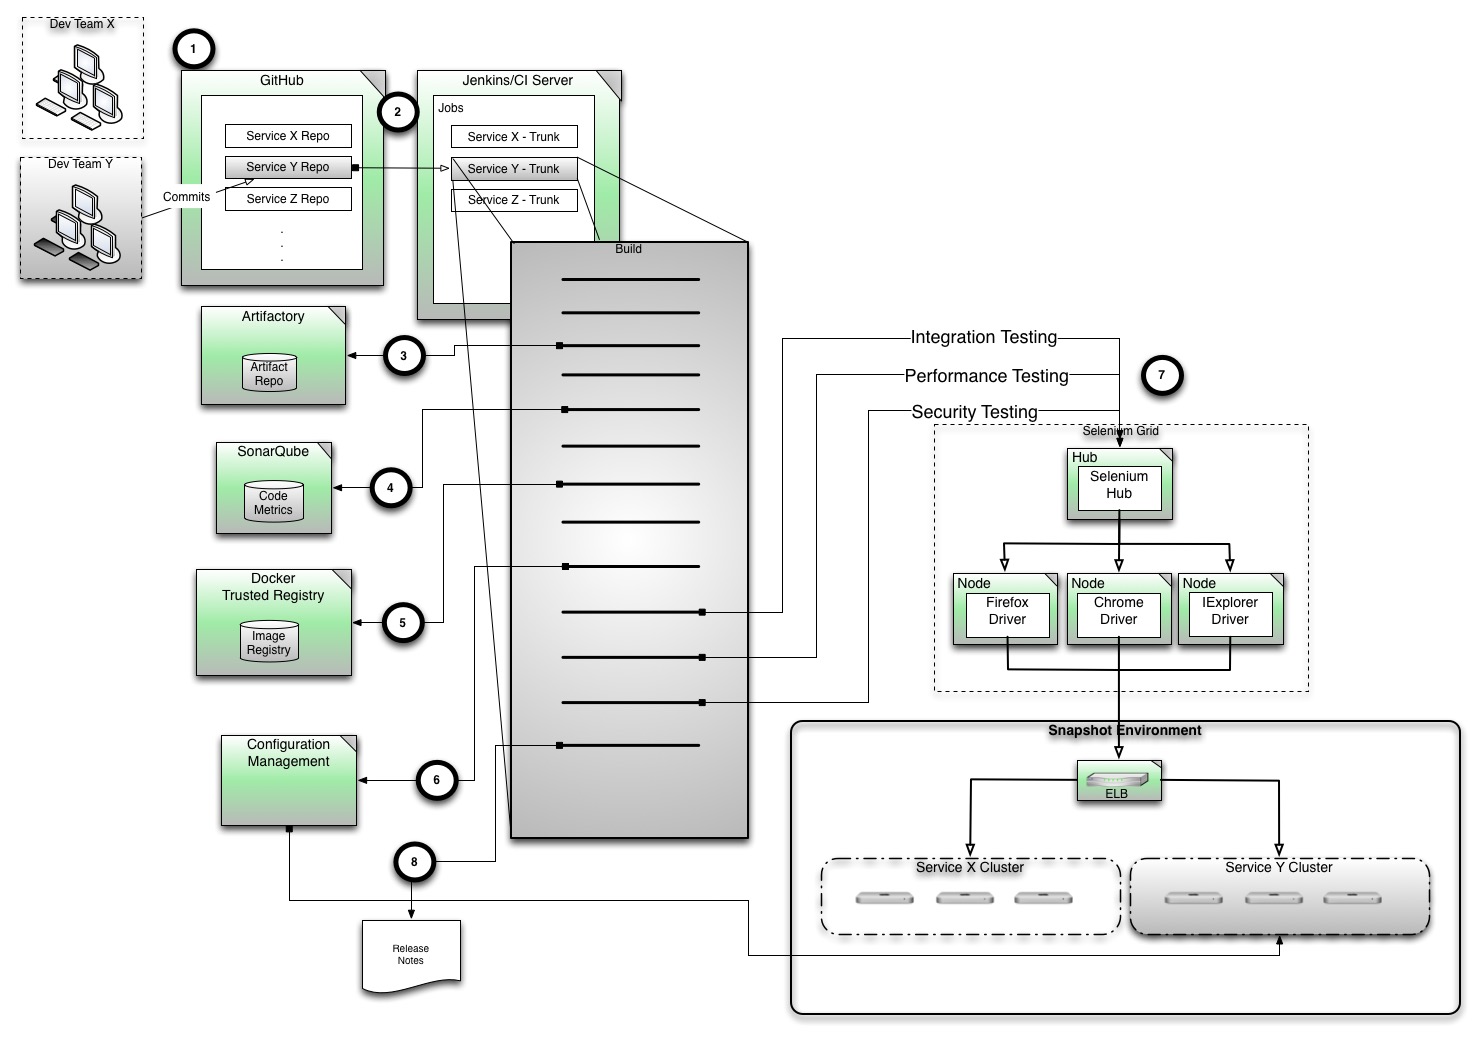 Dev Team X
1
GitHub
Jenkins/CI Server
2
Jobs
Service X Repo
Service X - Trunk
Dev Team Y
Service Y Repo
Service Y - Trunk
Commits
Service Z Repo
Service Z - Trunk
.
.
.
Build
Artifactory
Artifact
Repo
3
Integration Testing
Performance Testing
7
Security Testing
Selenium Grid
SonarQube
Code
Metrics
4
Hub
Selenium
Hub
Docker
Trusted Registry
Image
Registry
5
Node
Firefox
Driver
Node
Chrome
Driver
Node
IExplorer
Driver
Configuration
Management
6
Snapshot Environment
ELB
8
Service X Cluster
Service Y Cluster
Release
Notes